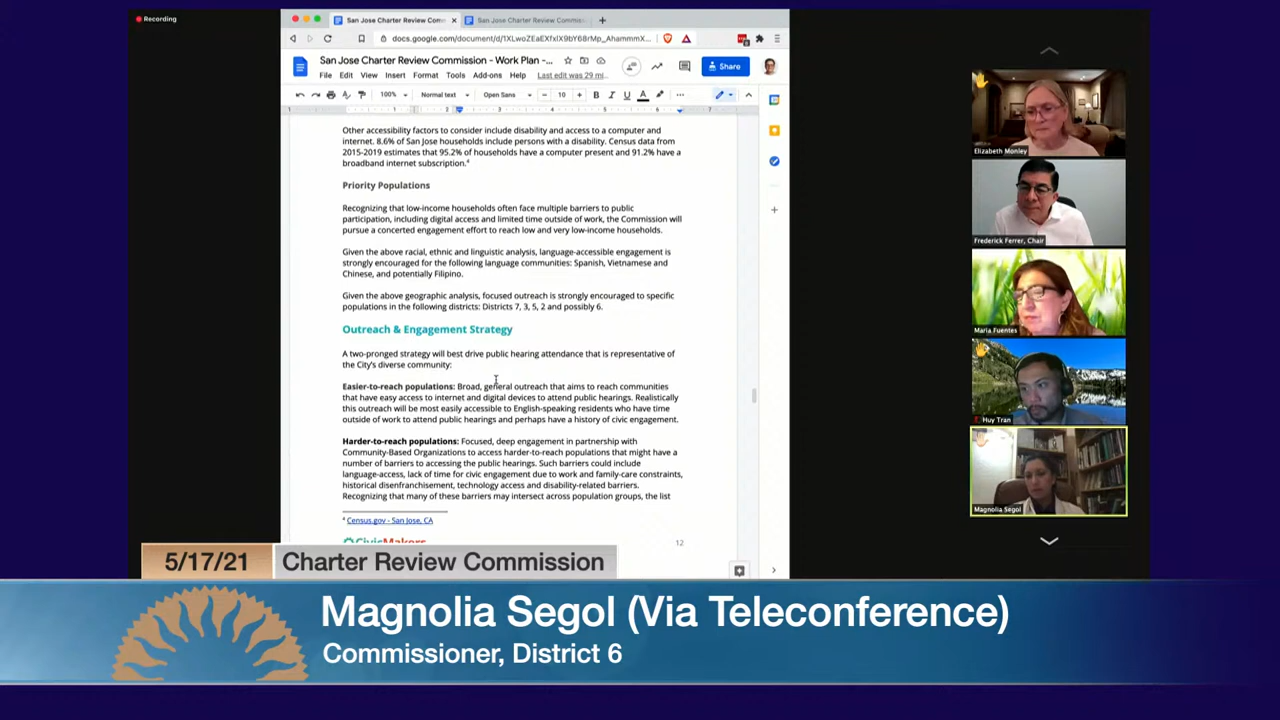 Recording
San Jose Charter Review Comm
San Jose Charter Review Commiss
docs.google.com/document/d/
San Jose Charter Review Commission - Work Plan -...
Share
File Edit View Insert Format Tools Add-ons Help Last edit was 29 mi...
100% Normal text Open Sans 10 B I U A
Other accessibility factors to consider include disability and access to a computer and
internet. 8.6% of San Jose households include persons with a disability. Census data from
2015-2019 estimates that 95.2% of households have a computer present and 91.2% have a
broadband internet subscription.⁴
Priority Populations
Recognizing that low-income households often face multiple barriers to public
participation, including digital access and limited time outside of work, the Commission will
pursue a concerted engagement effort to reach low and very low-income households.
Given the above racial, ethnic and linguistic analysis, language-accessible engagement is
strongly encouraged for the following language communities: Spanish, Vietnamese and
Chinese, and potentially Filipino.
Given the above geographic analysis, focused outreach is strongly encouraged to specific
populations in the following districts: Districts 7, 3, 5, 2 and possibly 6.
Outreach & Engagement Strategy
A two-pronged strategy will best drive public hearing attendance that is representative of
the City's diverse community:
Easier-to-reach populations: Broad, general outreach that aims to reach communities
that have easy access to internet and digital devices to attend public hearings. Realistically
this outreach will be most easily accessible to English-speaking residents who have time
outside of work to attend public hearings and perhaps have a history of civic engagement.
Harder-to-reach populations: Focused, deep engagement in partnership with
Community-Based Organizations to access harder-to-reach populations that might have a
number of barriers to accessing the public hearings. Such barriers could include
language-access, lack of time for civic engagement due to work and family-care constraints,
historical disenfranchisement, technology access and disability-related barriers.
Recognizing that many of these barriers may intersect across population groups, the list
⁴ Census.gov - San Jose, CA
CivicMakers
12
Elizabeth Monley
Frederick Ferrer, Chair
Maria Fuentes
Huy Tran
Magnolia Segol
5/17/21 Charter Review Commission
Magnolia Segol (Via Teleconference)
Commissioner, District 6